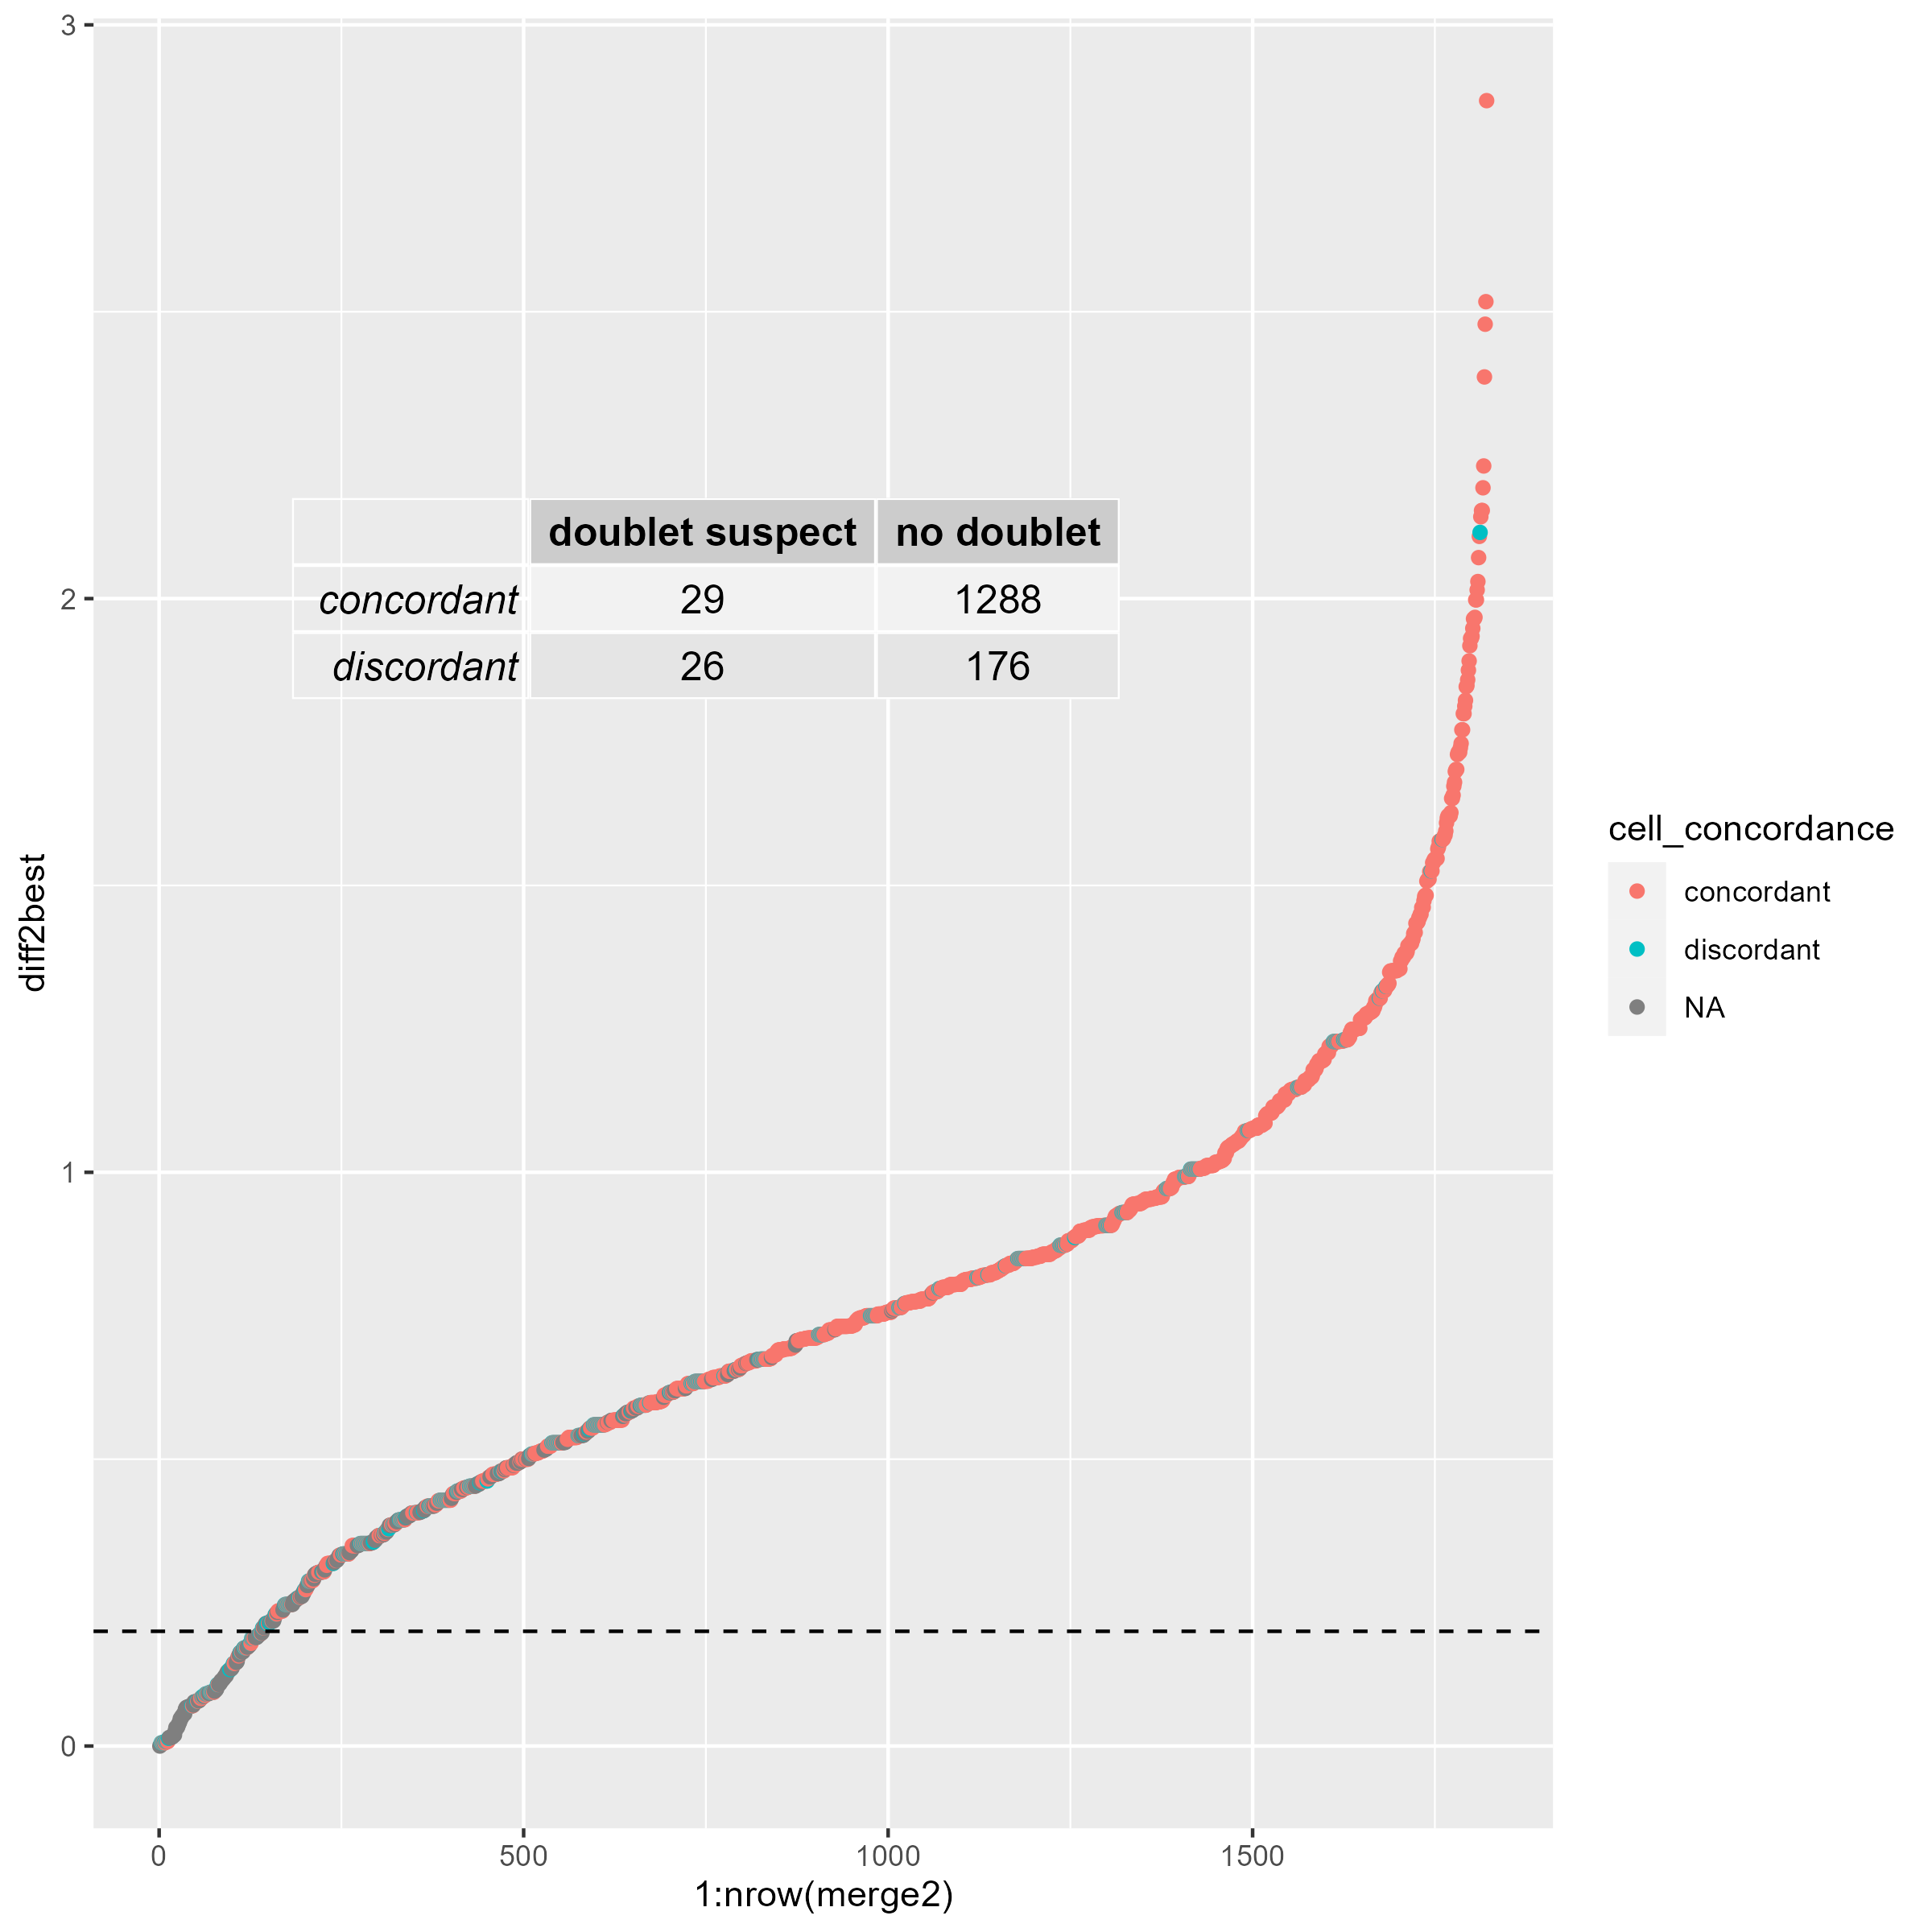 3
2
1
0
diff2best
doublet suspect no doublet
concordant 29 1288
discordant 26 176
cell_concordance
concordant
discordant
NA
0 500 1000 1500
1:nrow(merge2)